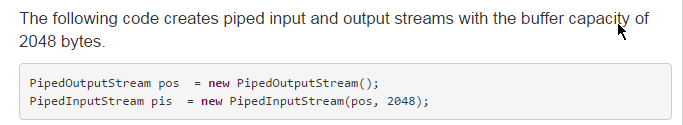 The following code creates piped input and output streams with the buffer capacity of
2048 bytes.
PipedOutputStream pos  = new PipedOutputStream();
PipedInputStream pis  = new PipedInputStream(pos, 2048);